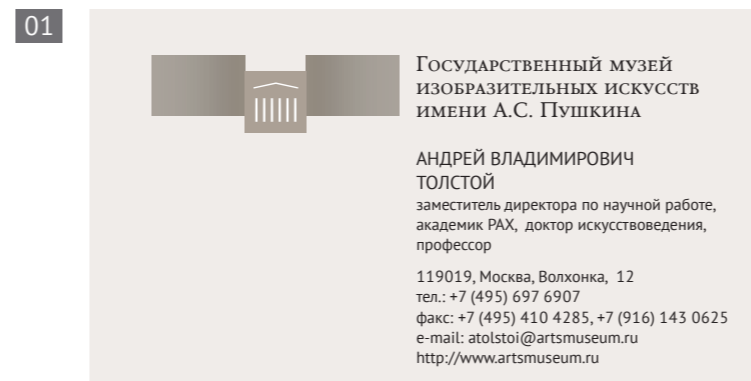 01
Государственный музей
изобразительных искусств
имени А.С. Пушкина
АНДРЕЙ ВЛАДИМИРОВИЧ
ТОЛСТОЙ
заместитель директора по научной работе,
академик РАХ, доктор искусствоведения,
профессор
119019, Москва, Волхонка, 12
тел.: +7 (495) 697 6907
факс: +7 (495) 410 4285, +7 (916) 143 0625
e-mail: atolstoi@artsmuseum.ru
http://www.artsmuseum.ru